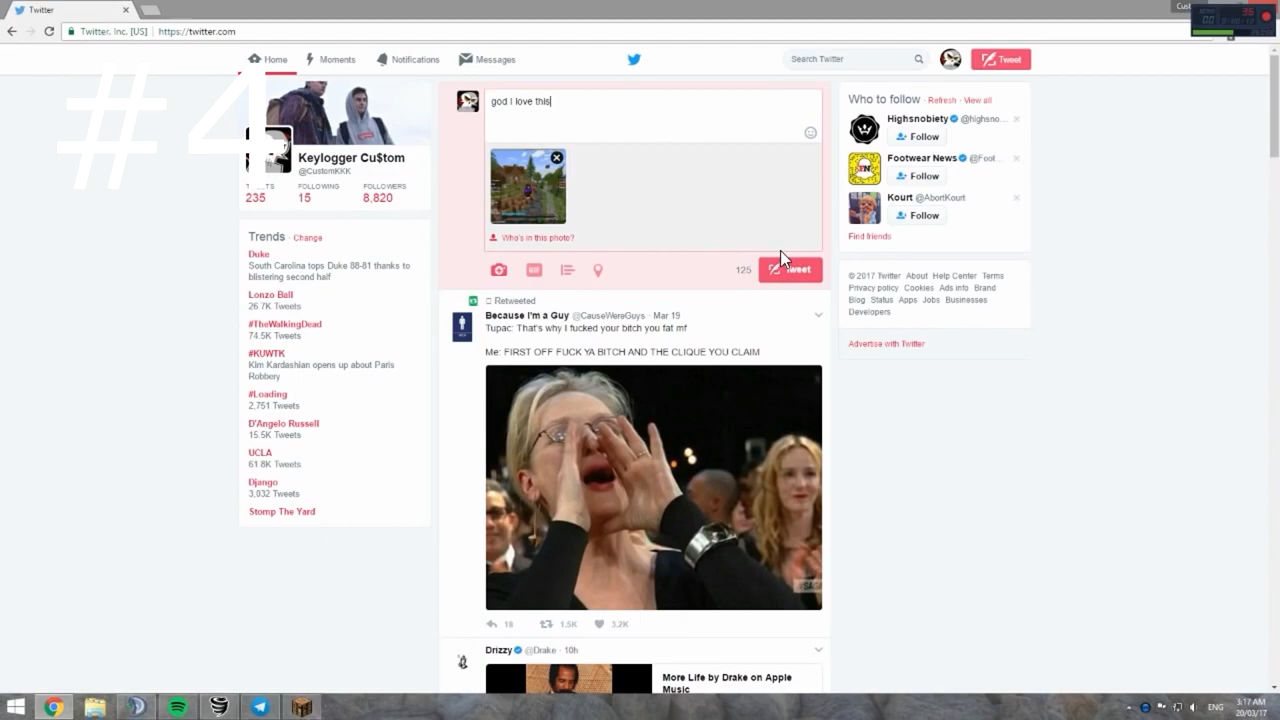 Twitter
Twitter, Inc. [US]
https://twitter.com
35
Home
Moments
Notifications
Messages
Search Twitter
Tweet
#4
Keylogger Cu$tom
@CustomKKK
FOLLOWING
FOLLOWERS
235
15
8,820
god I love this
Who's in this photo?
GIF
125
Tweet
Trends · Change
Duke
South Carolina tops Duke 88-81 thanks to
blistering second half
Lonzo Ball
26.7K Tweets
#TheWalkingDead
74.5K Tweets
#KUWTK
Kim Kardashian opens up about Paris
Robbery
#Loading
2,751 Tweets
D'Angelo Russell
15.5K Tweets
UCLA
61.8K Tweets
Django
3,032 Tweets
Stomp The Yard
Retweeted
Because I'm a Guy @CauseWereGuys · Mar 19
Tupac: That's why I fucked your bitch you fat mf
Me: FIRST OFF FUCK YA BITCH AND THE CLIQUE YOU CLAIM
18
1.5K
3.2K
Drizzy @Drake · 10h
More Life by Drake on Apple
Music
Who to follow · Refresh · View all
Highsnobiety @highsno...
Follow
Footwear News @Foot...
Follow
Kourt @AbortKourt
Follow
Find friends
© 2017 Twitter About Help Center Terms
Privacy policy Cookies Ads info Brand
Blog Status Apps Jobs Businesses
Developers
Advertise with Twitter
ENG
3:17 AM
20/03/17